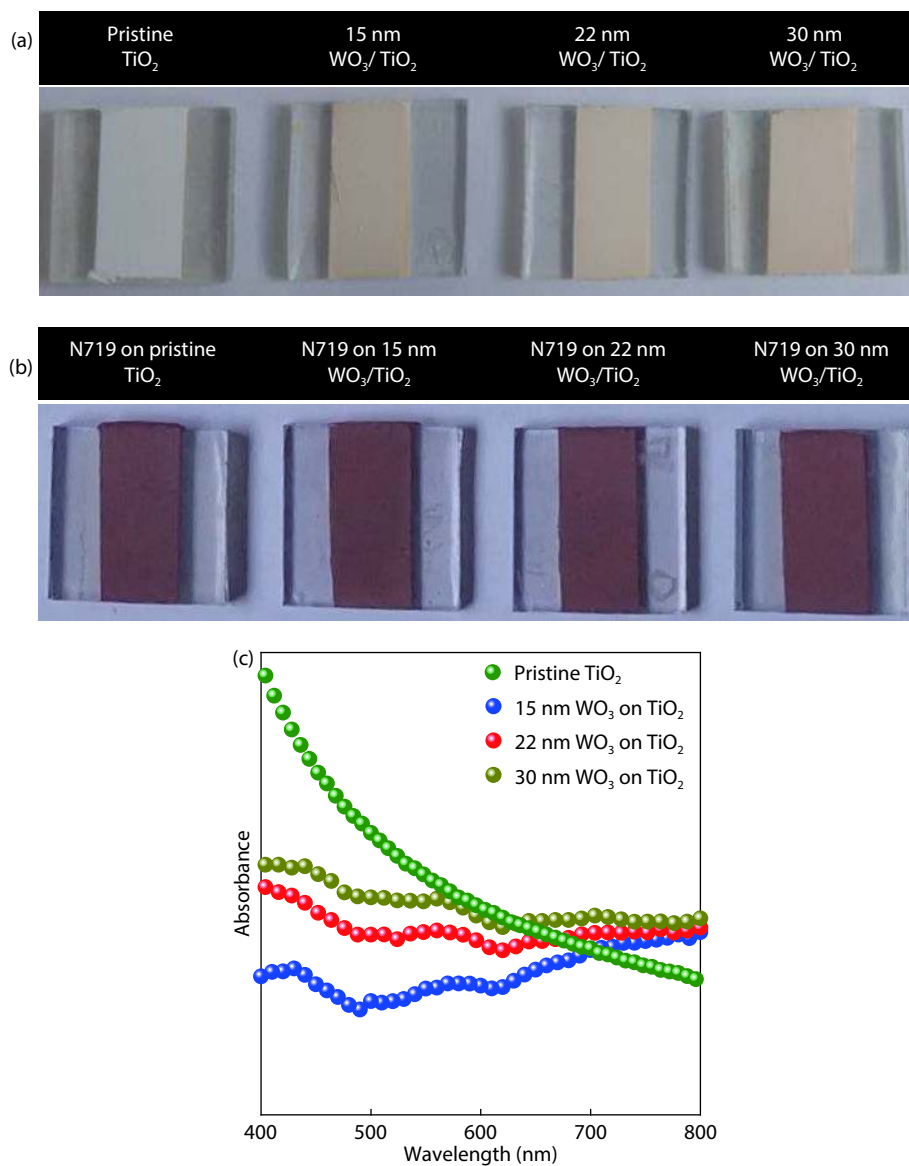 (a)
Pristine
TiO₂
15 nm
WO₃/ TiO₂
22 nm
WO₃/ TiO₂
30 nm
WO₃/ TiO₂
(b)
N719 on pristine
TiO₂
N719 on 15 nm
WO₃/TiO₂
N719 on 22 nm
WO₃/TiO₂
N719 on 30 nm
WO₃/TiO₂
(c)
Pristine TiO₂
15 nm WO₃ on TiO₂
22 nm WO₃ on TiO₂
30 nm WO₃ on TiO₂
Absorbance
400 500 600 700 800
Wavelength (nm)